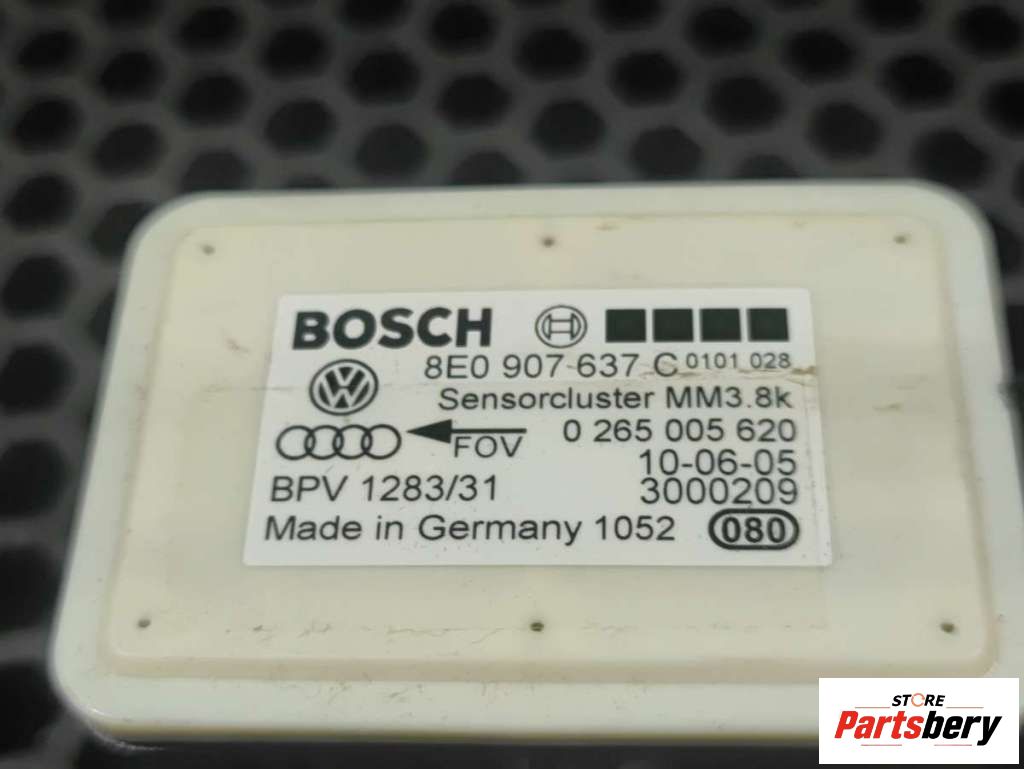 BOSCH
8E0 907 637 C 0101 028
Sensorcluster MM3.8k
FOV 0 265 005 620
10-06-05
BPV 1283/31 3000209
Made in Germany 1052 080
STORE
Partsbery